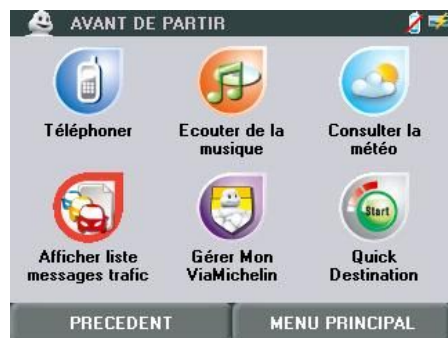 AVANT DE PARTIR
Téléphoner
Ecouter de la
musique
Consulter la
météo
Start
Afficher liste
messages trafic
Gérer Mon
ViaMichelin
Quick
Destination
PRECEDENT
MENU PRINCIPAL